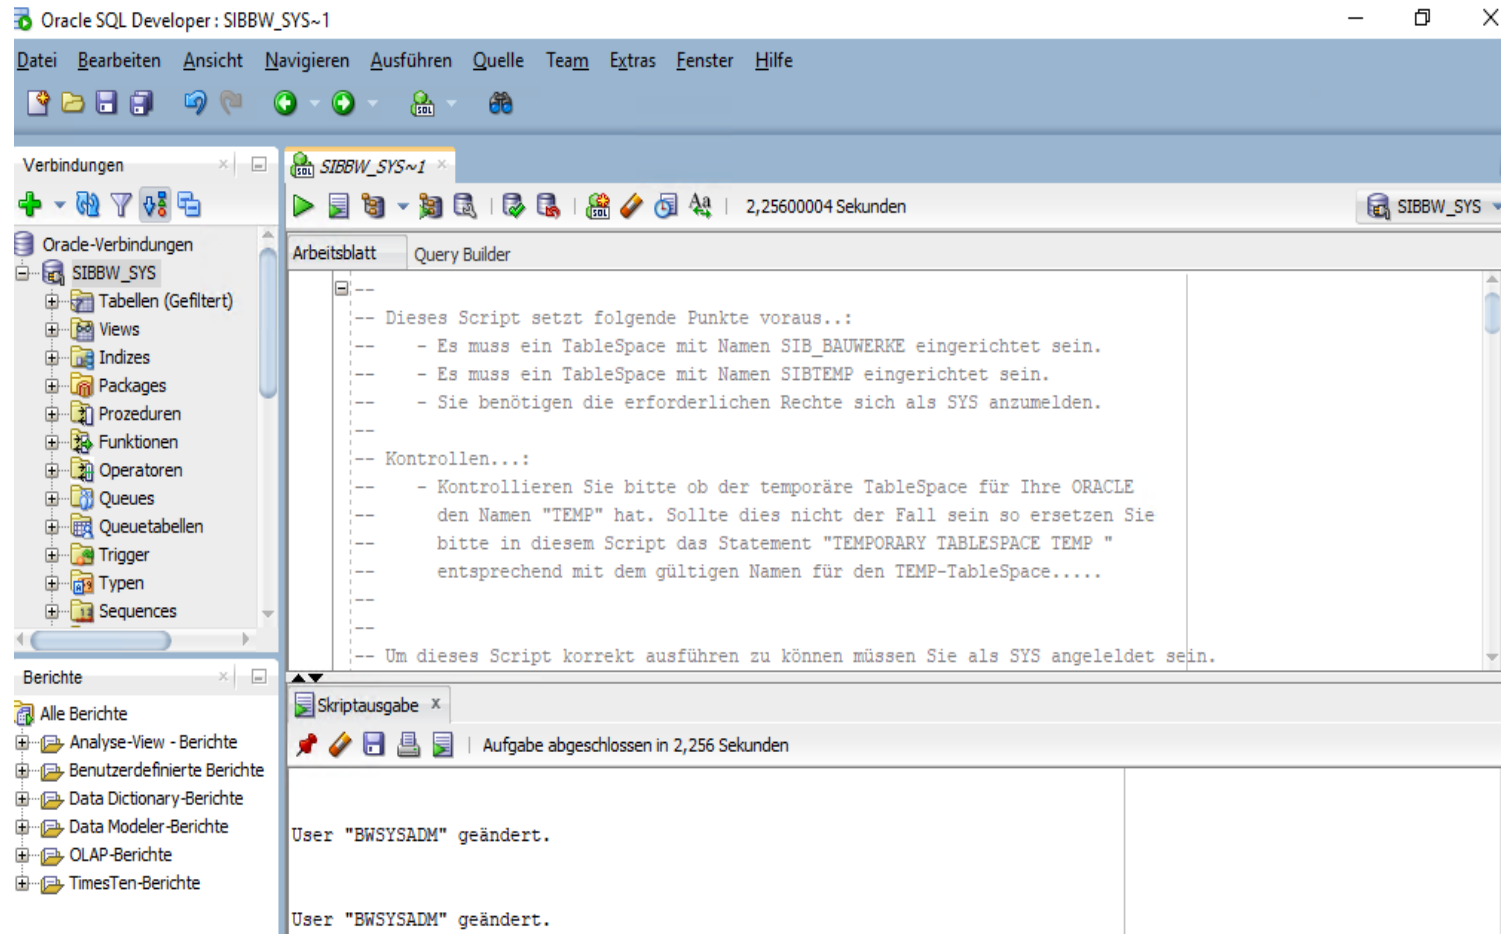 Oracle SQL Developer : SIBBW_SYS~1
Datei Bearbeiten Ansicht Navigieren Ausführen Quelle Team Extras Fenster Hilfe
SQL
Verbindungen
SIBBW_SYS~1
SQL
2,25600004 Sekunden
SIBBW_SYS
Arbeitsblatt Query Builder
Oracle-Verbindungen
SIBBW_SYS
Tabellen (Gefiltert)
Views
Indizes
Packages
Prozeduren
Funktionen
Operatoren
Queues
Queuetabellen
Trigger
Typen
Sequences
--
-- Dieses Script setzt folgende Punkte voraus..:
-- - Es muss ein TableSpace mit Namen SIB_BAUWERKE eingerichtet sein.
-- - Es muss ein TableSpace mit Namen SIBTEMP eingerichtet sein.
-- - Sie benötigen die erforderlichen Rechte sich als SYS anzumelden.
--
-- Kontrollen...:
-- - Kontrollieren Sie bitte ob der temporäre TableSpace für Ihre ORACLE
-- den Namen "TEMP" hat. Sollte dies nicht der Fall sein so ersetzen Sie
-- bitte in diesem Script das Statement "TEMPORARY TABLESPACE TEMP "
-- entsprechend mit dem gültigen Namen für den TEMP-TableSpace.....
--
--
-- Um dieses Script korrekt ausführen zu können müssen Sie als SYS angeleldet sein.
Berichte
Alle Berichte
Analyse-View - Berichte
Benutzerdefinierte Berichte
Data Dictionary-Berichte
Data Modeler-Berichte
OLAP-Berichte
TimesTen-Berichte
Skriptausgabe x
Aufgabe abgeschlossen in 2,256 Sekunden
User "BWSYSADM" geändert.
User "BWSYSADM" geändert.